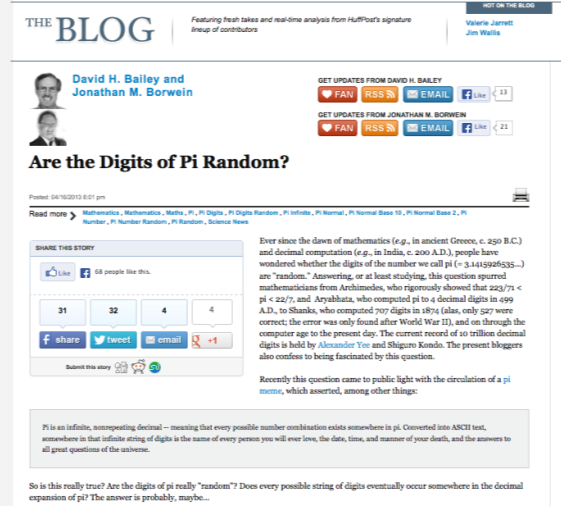 THE BLOG
Featuring fresh takes and real-time analysis from HuffPost's signature
lineup of contributors
HOT ON THE BLOG
Valerie Jarrett
Jim Wallis
David H. Bailey and
Jonathan M. Borwein
GET UPDATES FROM DAVID H. BAILEY
FAN RSS EMAIL Like 13
GET UPDATES FROM JONATHAN M. BORWEIN
FAN RSS EMAIL Like 21
Are the Digits of Pi Random?
Posted: 04/16/2013 6:01 pm
Read more Mathematics , Mathematics , Maths , Pi , Pi Digits , Pi Digits Random , Pi Infinite , Pi Normal , Pi Normal Base 10 , Pi Normal Base 2 , Pi
Number , Pi Number Random , Pi Random , Science News
SHARE THIS STORY
Like 68 people like this.
31 32 4 4
share tweet email +1
Submit this story
Ever since the dawn of mathematics (e.g., in ancient Greece, c. 250 B.C.)
and decimal computation (e.g., in India, c. 200 A.D.), people have
wondered whether the digits of the number we call pi (= 3.1415926535...)
are "random." Answering, or at least studying, this question spurred
mathematicians from Archimedes, who rigorously showed that 223/71 <
pi < 22/7, and Aryabhata, who computed pi to 4 decimal digits in 499
A.D., to Shanks, who computed 707 digits in 1874 (alas, only 527 were
correct; the error was only found after World War II), and on through the
computer age to the present day. The current record of 10 trillion decimal
digits is held by Alexander Yee and Shiguro Kondo. The present bloggers
also confess to being fascinated by this question.
Recently this question came to public light with the circulation of a pi
meme, which asserted, among other things:
Pi is an infinite, nonrepeating decimal -- meaning that every possible number combination exists somewhere in pi. Converted into ASCII text,
somewhere in that infinite string of digits is the name of every person you will ever love, the date, time, and manner of your death, and the answers to
all great questions of the universe.
So is this really true? Are the digits of pi really "random"? Does every possible string of digits eventually occur somewhere in the decimal
expansion of pi? The answer is probably, maybe...